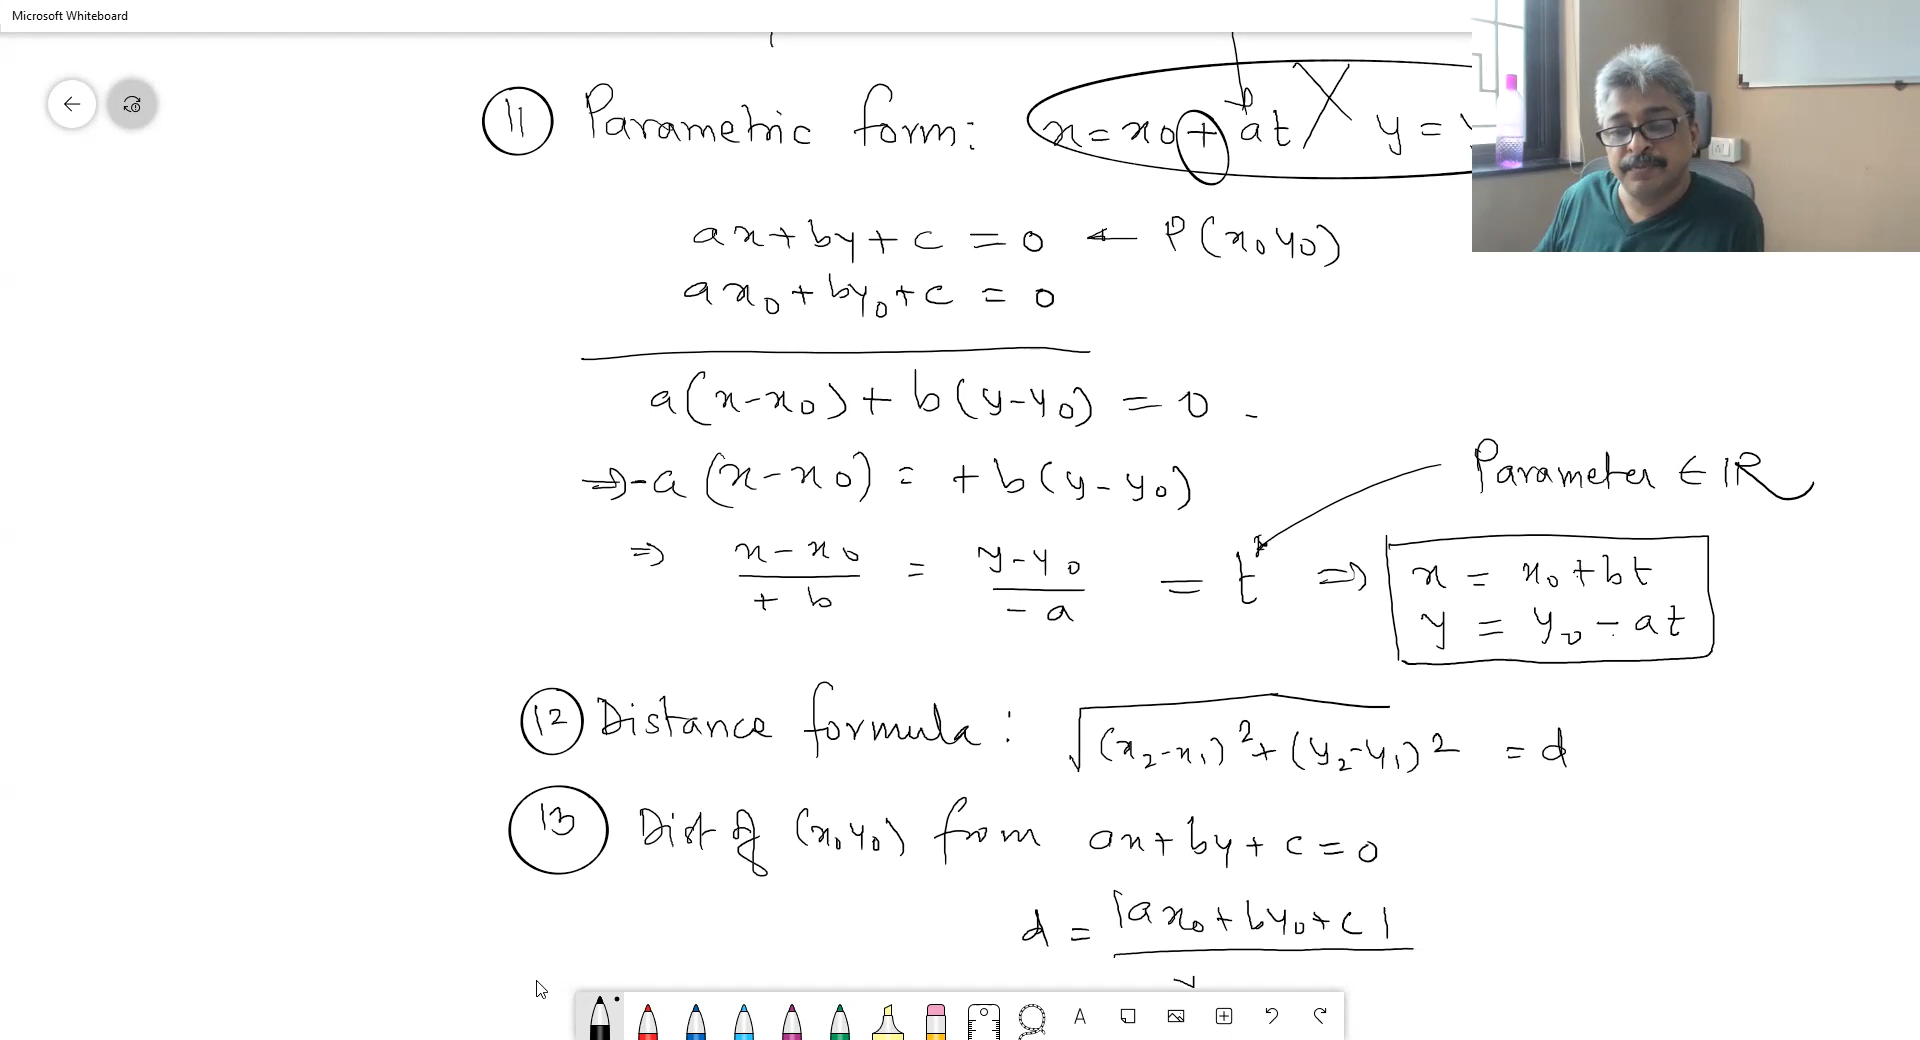 Microsoft Whiteboard
11 Parametric form: x = x0 + at y =
b
ax + by + c = 0 ← P(x0 y0)
ax0 + by0 + c = 0
a(x-x0) + b(y-y0) = 0
⇒ -a (x-x0) = + b(y-y0)
Parameter ∈ IR
⇒ x-x0 / +b = y-y0 / -a = t ⇒ x = x0 + bt
y = y0 - at
12 Distance formula: √(x2-x1)2 + (y2-y1)2 = d
13 Dist of (x0 y0) from ax + by + c = 0
d = |ax0 + by0 + c|
A